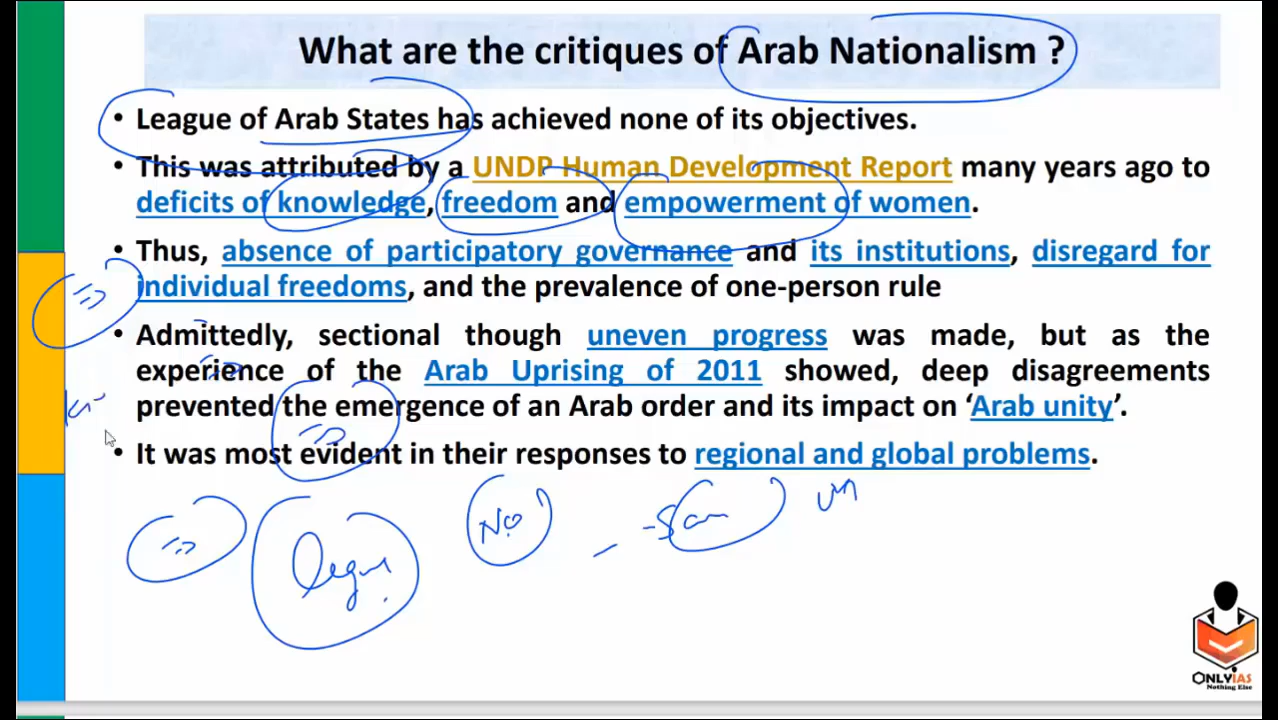 What are the critiques of Arab Nationalism ?
• League of Arab States has achieved none of its objectives.
• This was attributed by a UNDP Human Development Report many years ago to
deficits of knowledge, freedom and empowerment of women.
• Thus, absence of participatory governance and its institutions, disregard for
individual freedoms, and the prevalence of one-person rule
• Admittedly, sectional though uneven progress was made, but as the
experience of the Arab Uprising of 2011 showed, deep disagreements
prevented the emergence of an Arab order and its impact on ‘Arab unity’.
• It was most evident in their responses to regional and global problems.
No
ONLYIAS
Nothing Else